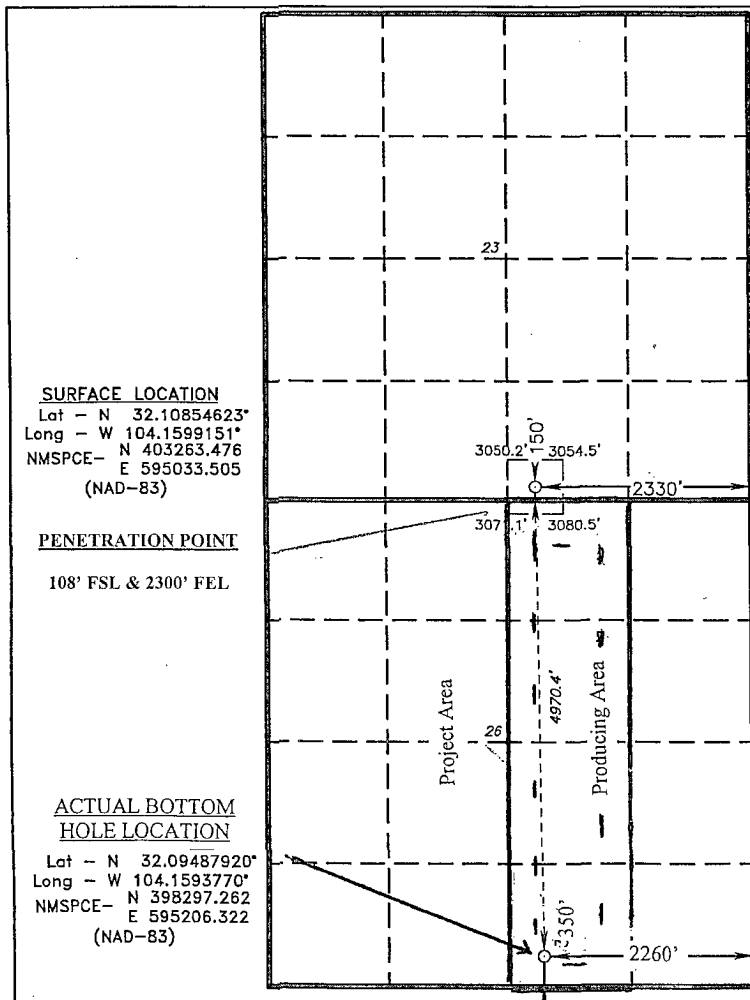 23
SURFACE LOCATION
Lat – N 32.10854623°
Long – W 104.1599151°
NMSPCE– N 403263.476
E 595033.505
(NAD–83)
3050.2' 150' 3054.5'
2330'
PENETRATION POINT
108' FSL & 2300' FEL
3080.5'
4970.4'
Project Area
26
Producing Area
ACTUAL BOTTOM
HOLE LOCATION
Lat – N 32.09487920°
Long – W 104.1593770°
NMSPCE– N 398297.262
E 595206.322
(NAD–83)
350'
2260'